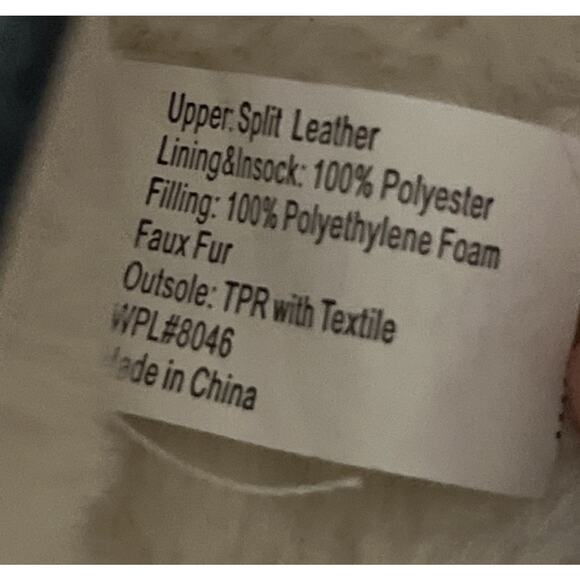 Upper:Split Leather
Lining&Insock: 100% Polyester
Filling: 100% Polyethylene Foam
Faux Fur
Outsole: TPR with Textile
WPL#8046
Made in China